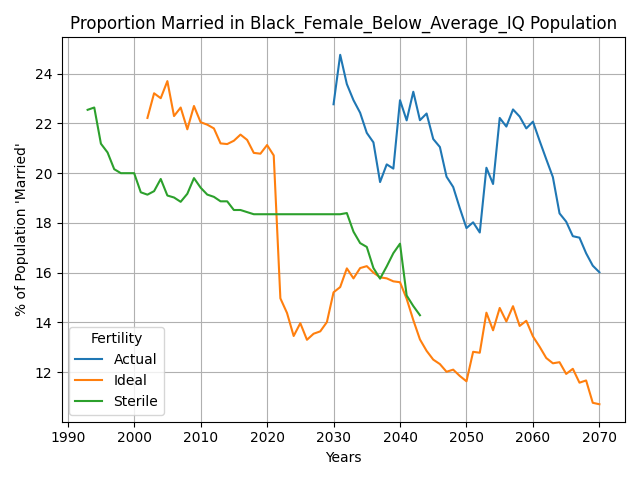 Proportion Married in Black_Female_Below_Average_IQ Population
% of Population 'Married'
24
22
20
18
16
14
12
Fertility
Actual
Ideal
Sterile
1990 2000 2010 2020 2030 2040 2050 2060 2070
Years